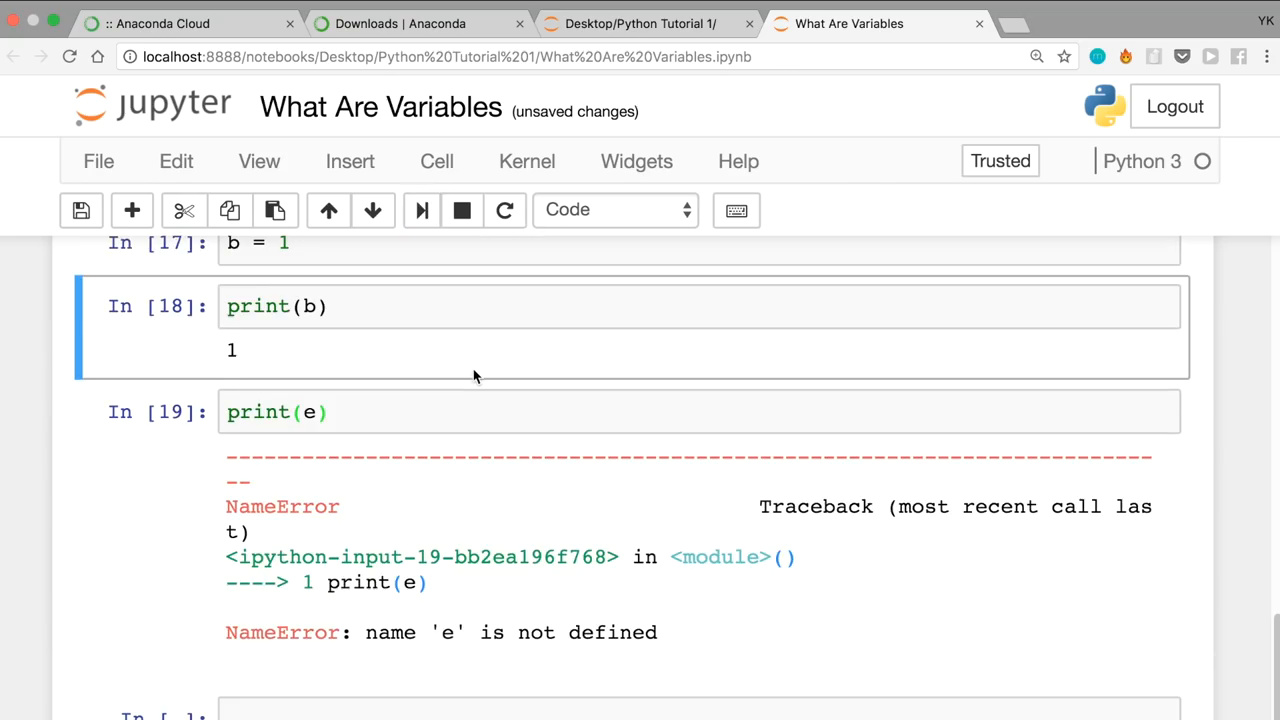 :: Anaconda Cloud
Downloads | Anaconda
Desktop/Python Tutorial 1/
What Are Variables
YK
localhost:8888/notebooks/Desktop/Python%20Tutorial%201/What%20Are%20Variables.ipynb
jupyter What Are Variables (unsaved changes)
Logout
File Edit View Insert Cell Kernel Widgets Help Trusted Python 3
Code
In [17]: b = 1
In [18]: print(b)
1
In [19]: print(e)
---------------------------------------------------------------------------
--
NameError Traceback (most recent call las
t)
<ipython-input-19-bb2ea196f768> in <module>()
----> 1 print(e)
NameError: name 'e' is not defined
In [ ]: